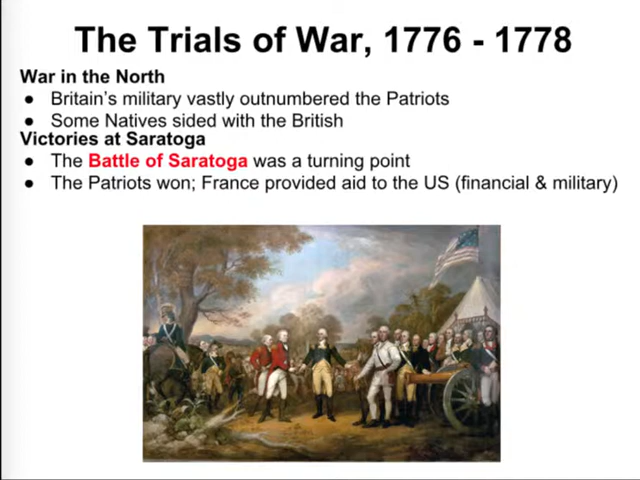 The Trials of War, 1776 - 1778
War in the North
● Britain's military vastly outnumbered the Patriots
● Some Natives sided with the British
Victories at Saratoga
● The Battle of Saratoga was a turning point
● The Patriots won; France provided aid to the US (financial & military)